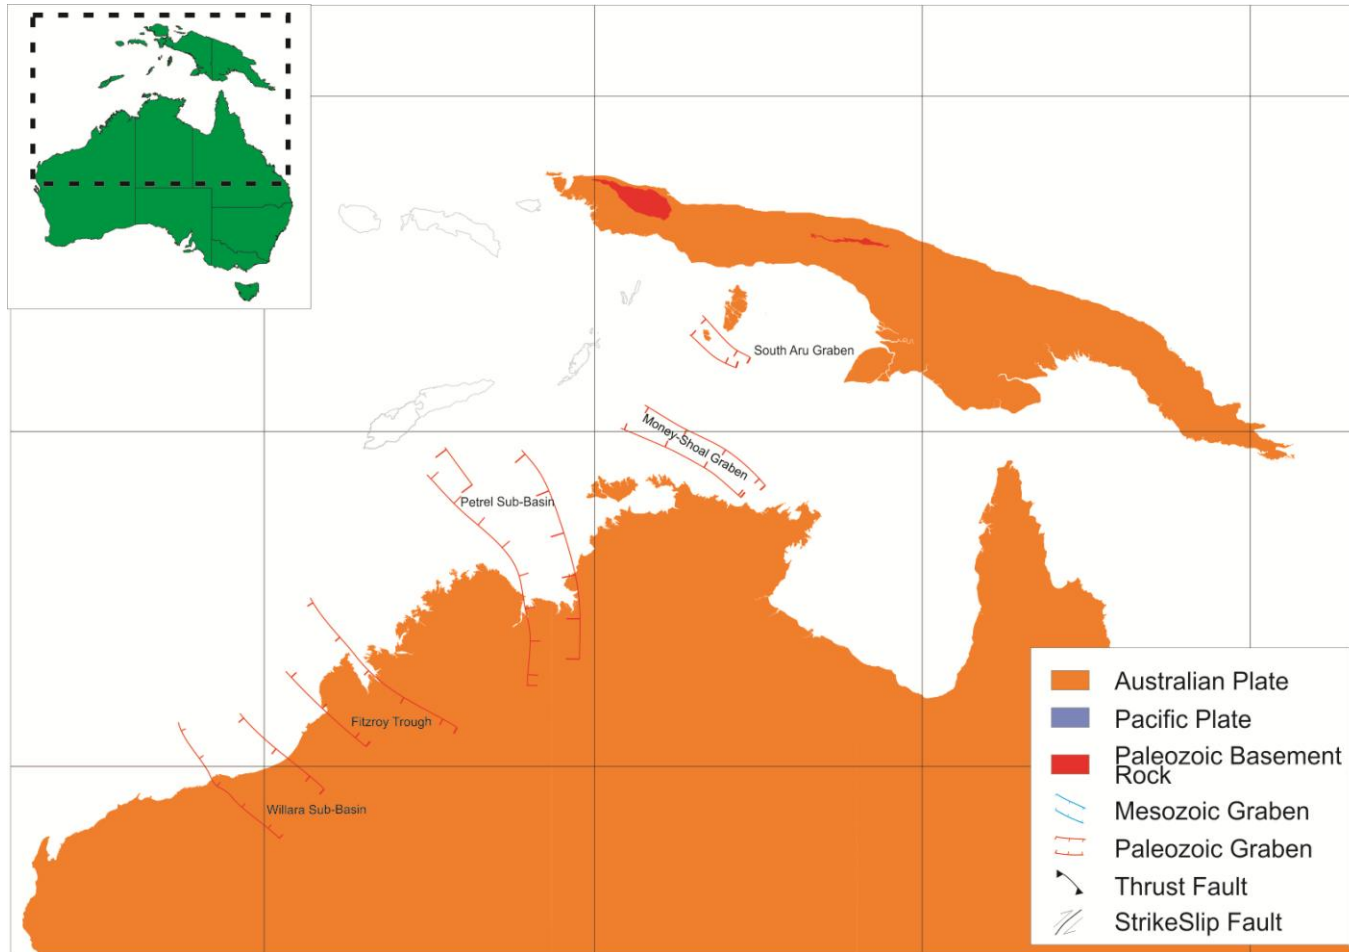 South Aru Graben
Money-Shoal Graben
Petrel Sub-Basin
Fitzroy Trough
Willara Sub-Basin
Australian Plate
Pacific Plate
Paleozoic Basement
Rock
Mesozoic Graben
Paleozoic Graben
Thrust Fault
StrikeSlip Fault